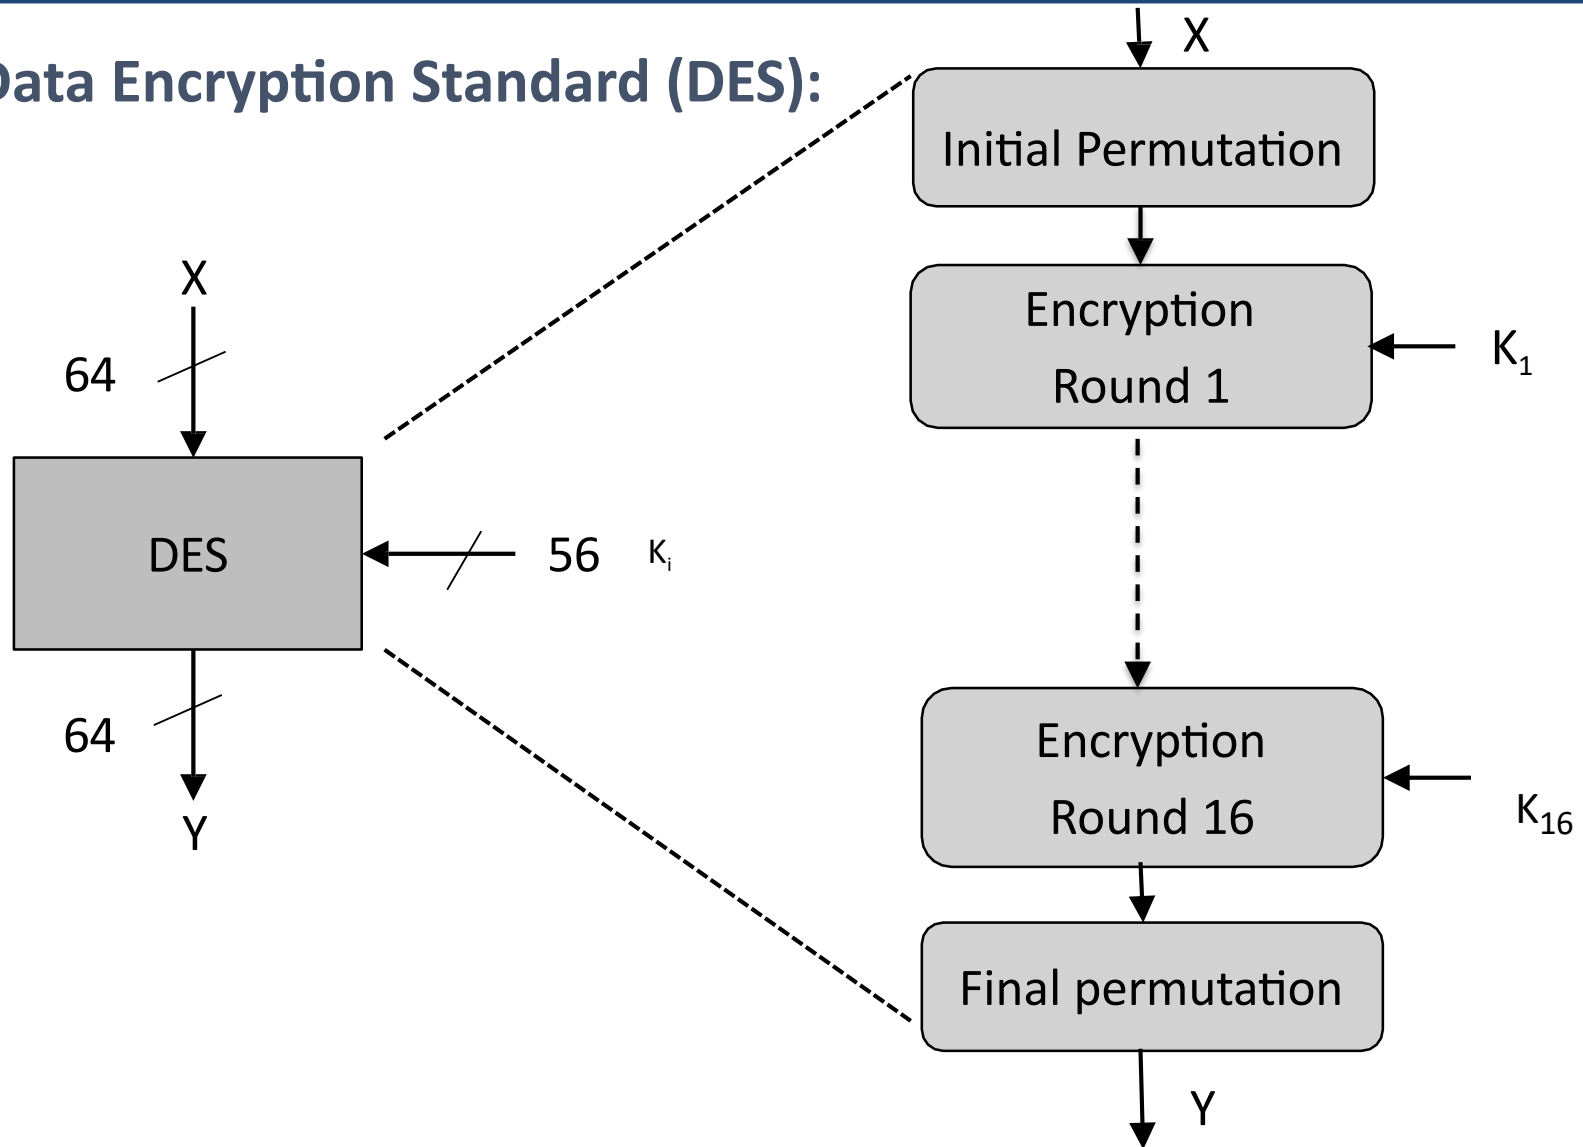 Data Encryption Standard (DES):
X
64
DES
56 Kᵢ
64
Y
X
Initial Permutation
Encryption
Round 1
K₁
Encryption
Round 16
K₁₆
Final permutation
Y